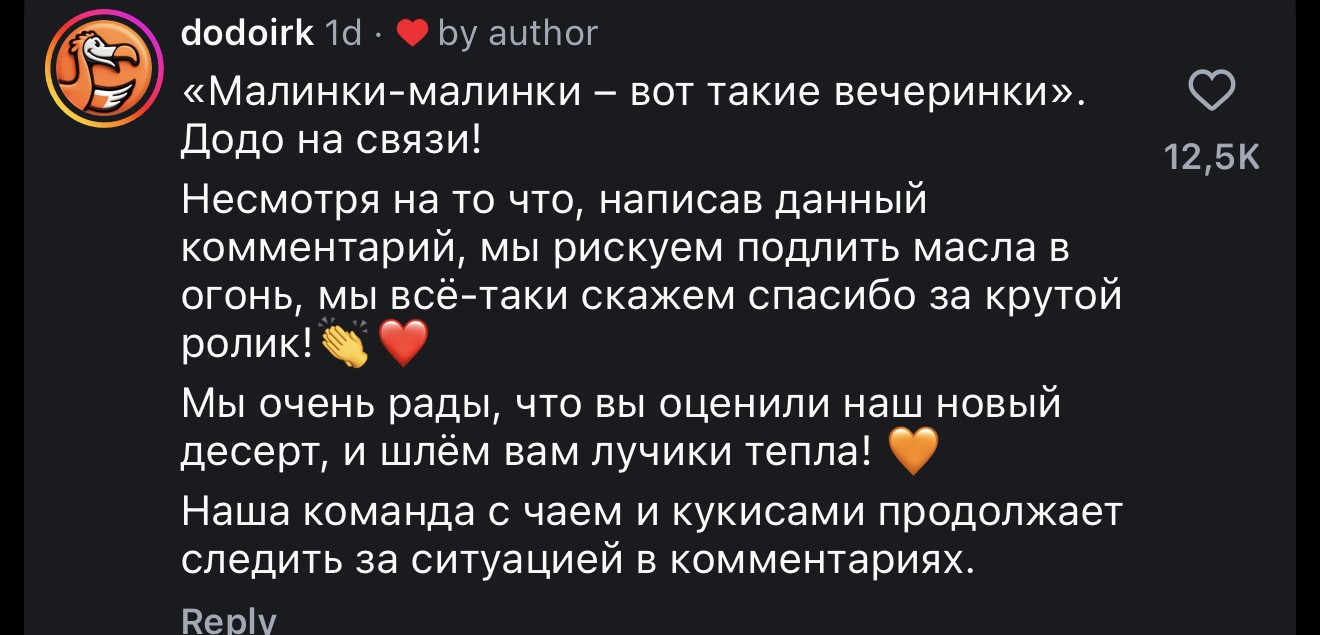 dodoirk 1d · ❤️ by author
«Малинки-малинки – вот такие вечеринки».
Додо на связи!
12,5K
Несмотря на то что, написав данный
комментарий, мы рискуем подлить масла в
огонь, мы всё-таки скажем спасибо за крутой
ролик!👏❤️
Мы очень рады, что вы оценили наш новый
десерт, и шлём вам лучики тепла! 🧡
Наша команда с чаем и кукисами продолжает
следить за ситуацией в комментариях.
Reply